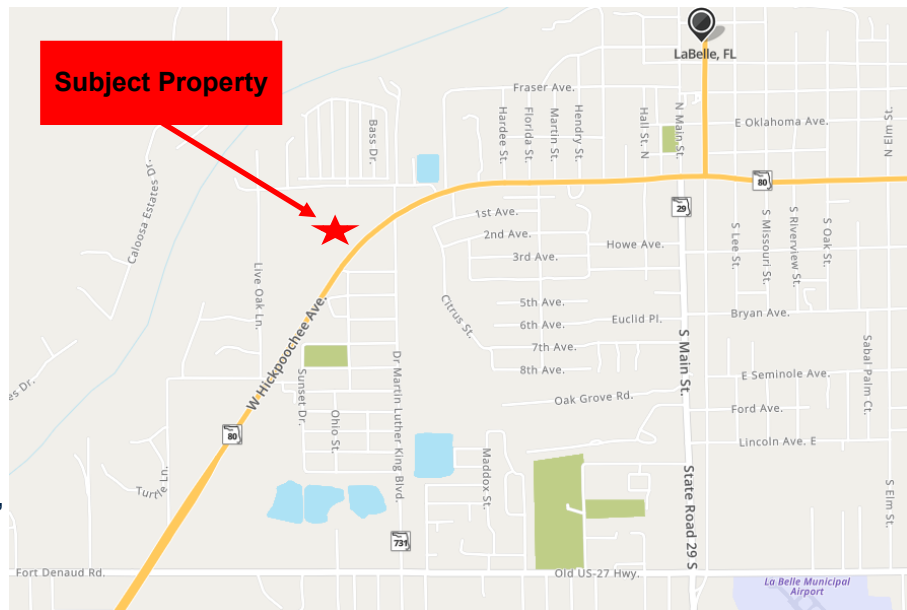 Subject Property
LaBelle, FL
Fraser Ave.
Bass Dr.
Hardee St.
Florida St.
Martin St.
Hendry St.
Hall St. N
N Main St.
E Oklahoma Ave.
N Elm St.
Caloosa Estates Dr.
80
29
1st Ave.
2nd Ave.
3rd Ave.
Howe Ave.
S Lee St.
S Missouri St.
S Riverview St.
S Oak St.
Live Oak Ln.
W Hickpoochee Ave.
Citrus St.
5th Ave.
6th Ave.
7th Ave.
8th Ave.
Euclid Pl.
Bryan Ave.
S Main St.
Sabal Palm Ct.
E Seminole Ave.
es Dr.
Sunset Dr.
Ohio St.
Dr Martin Luther King Blvd.
Oak Grove Rd.
Ford Ave.
Lincoln Ave. E
80
Turtle Ln.
Maddox St.
State Road 29 S
S Elm St.
731
Fort Denaud Rd.
Old US-27 Hwy.
La Belle Municipal
Airport